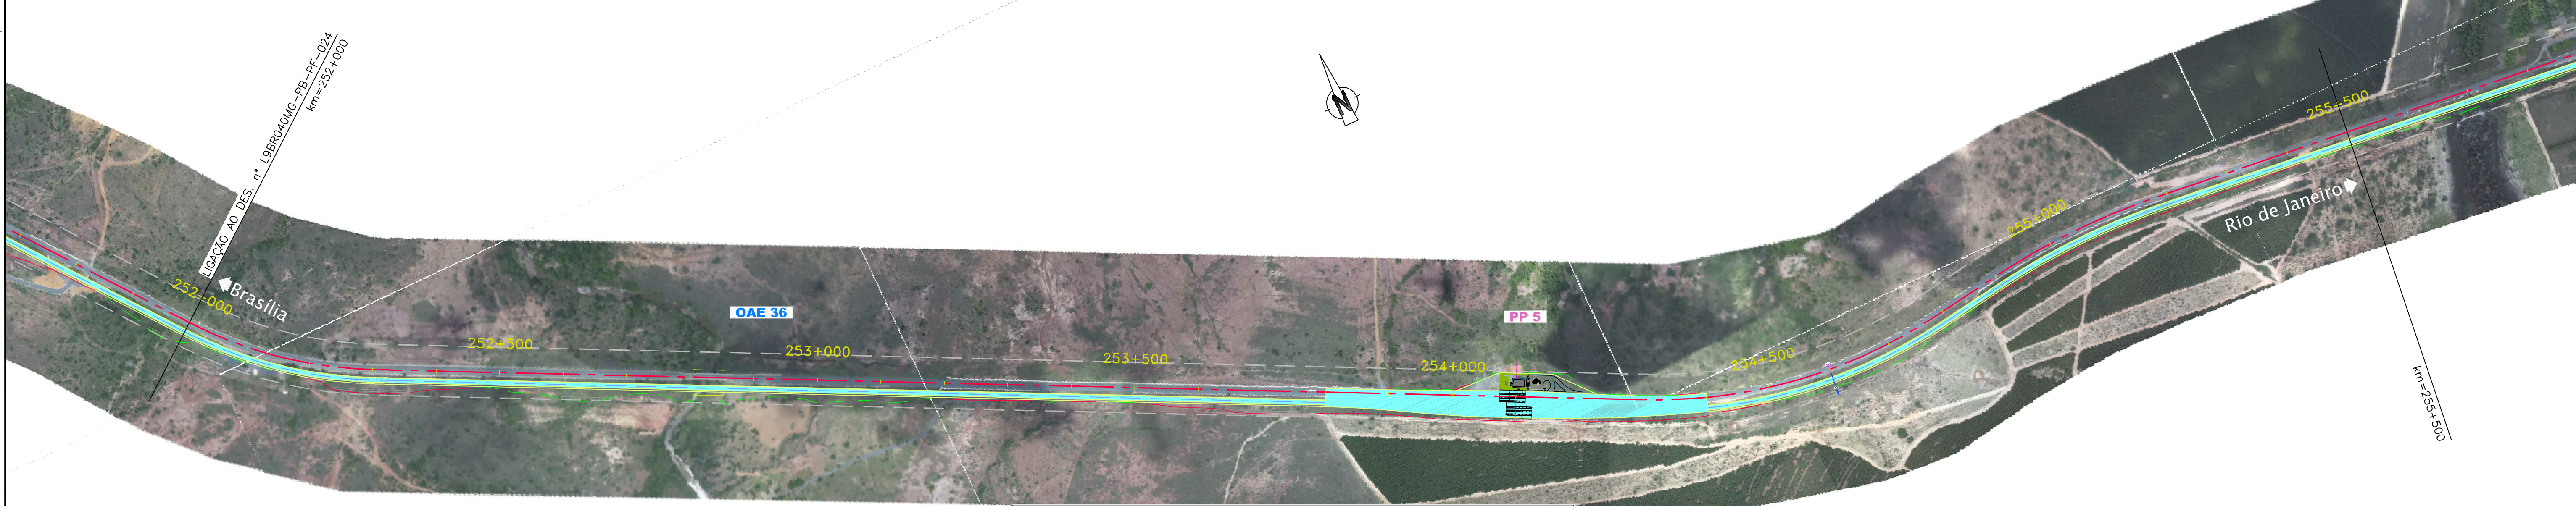 LIGAÇÃO AO DES. nº L9BR040MG-PB-PF-024
km=252+000
Brasília
252+000
252+500
OAE 36
253+000
253+500
254+000
PP 5
254+500
255+000
255+500
Rio de Janeiro
km=255+500
N